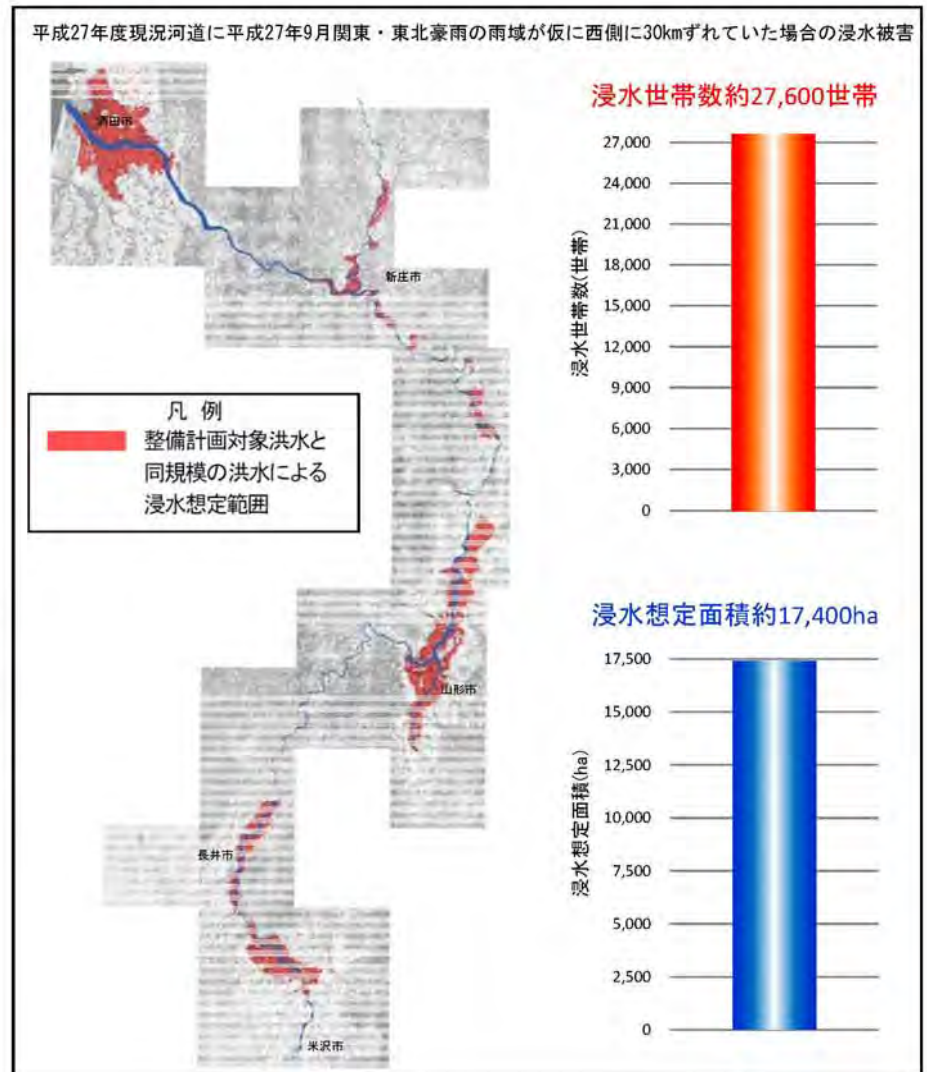 平成27年度現況河道に平成27年9月関東・東北豪雨の雨域が仮に西側に30kmずれていた場合の浸水被害
酒田市
新庄市
山形市
長井市
米沢市
凡 例
整備計画対象洪水と
同規模の洪水による
浸水想定範囲
浸水世帯数約27,600世帯
浸水世帯数(世帯)
27,000
24,000
21,000
18,000
15,000
12,000
9,000
6,000
3,000
0
浸水想定面積約17,400ha
浸水想定面積(ha)
17,500
15,000
12,500
10,000
7,500
5,000
2,500
0